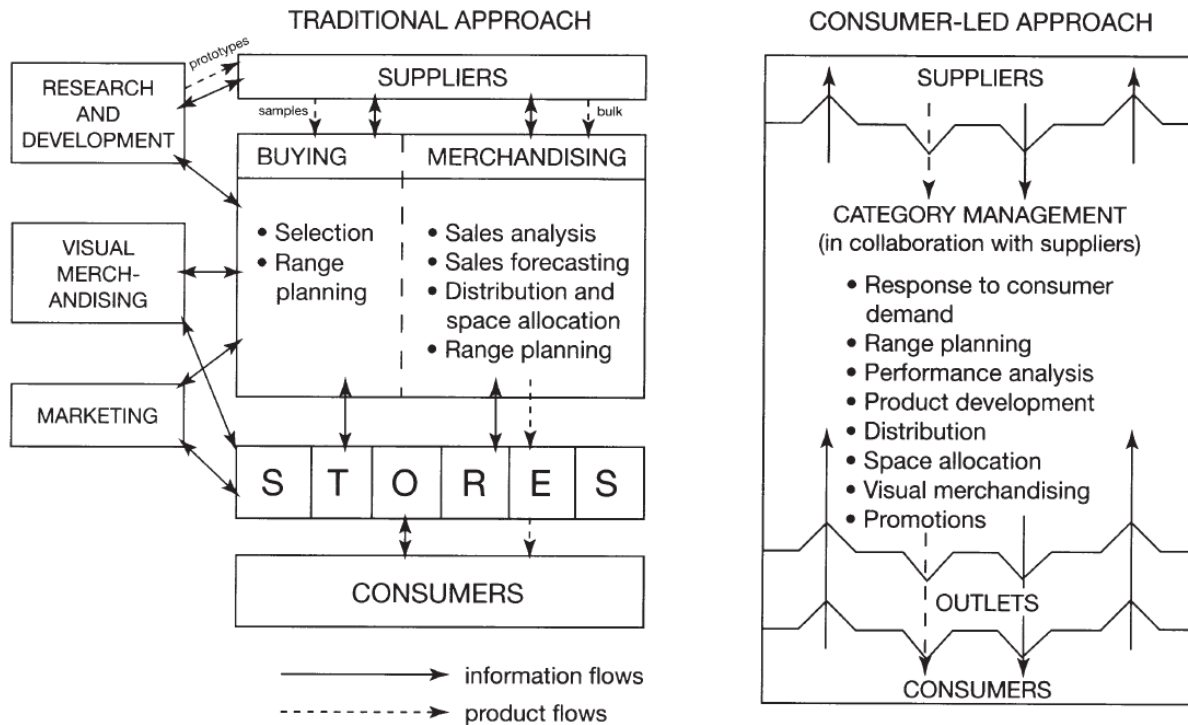 TRADITIONAL APPROACH
prototypes
RESEARCH
AND
DEVELOPMENT
SUPPLIERS
samples
bulk
BUYING
MERCHANDISING
• Selection
• Range
planning
• Sales analysis
• Sales forecasting
• Distribution and
space allocation
• Range planning
VISUAL
MERCH-
ANDISING
MARKETING
S T O R E S
CONSUMERS
information flows
product flows
CONSUMER-LED APPROACH
SUPPLIERS
CATEGORY MANAGEMENT
(in collaboration with suppliers)
• Response to consumer
demand
• Range planning
• Performance analysis
• Product development
• Distribution
• Space allocation
• Visual merchandising
• Promotions
OUTLETS
CONSUMERS